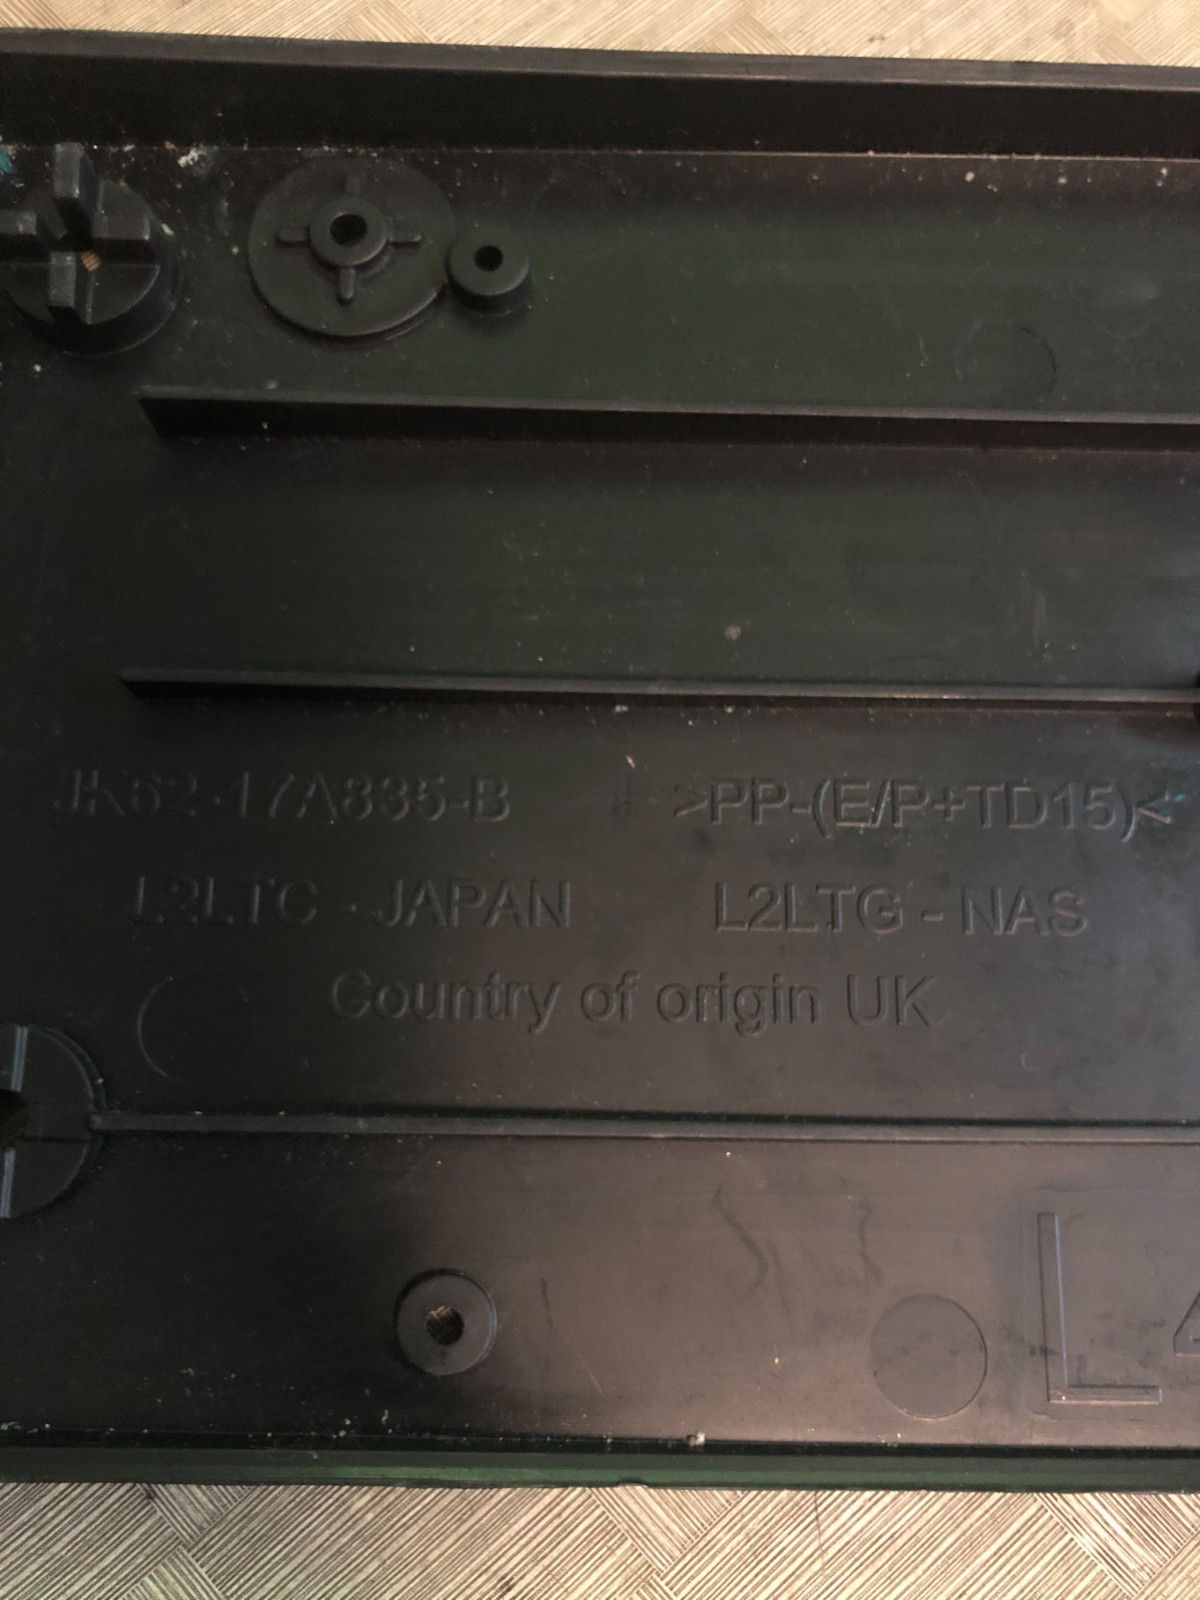 JK62-17A835-B >PP-(E/P+TD15)<
L2LTC - JAPAN L2LTG - NAS
Country of origin UK
L